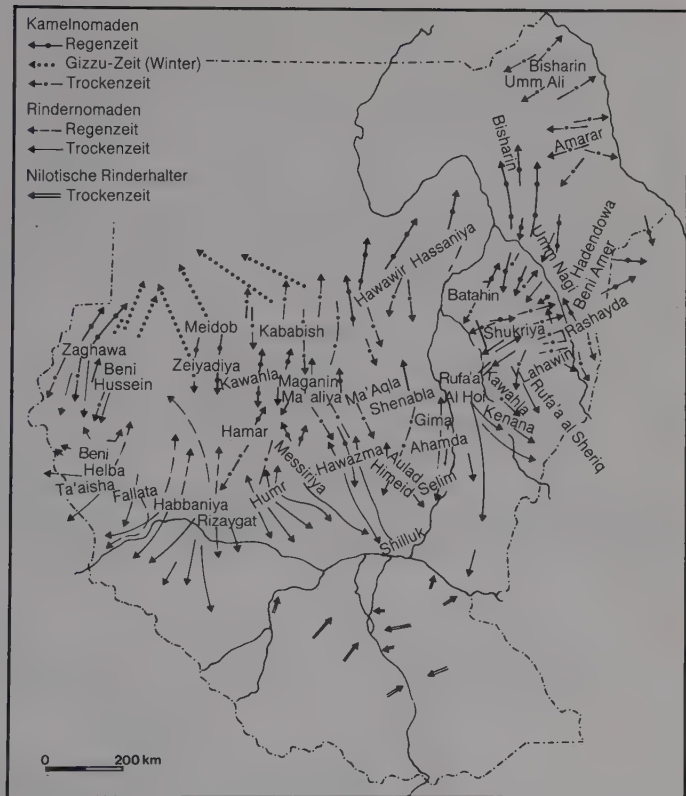 Kamelnomaden
Regenzeit
Gizzu-Zeit (Winter)
Trockenzeit
Rindernomaden
Regenzeit
Trockenzeit
Nilotische Rinderhalter
Trockenzeit
Bisharin
Umm Ali
Bisharin
Amarar
Umm Nagi
Hadendowa
Beni Amer
Hassaniya
Hawawir
Batahin
Shukriya
Rashayda
Meidob
Kababish
Zaghawa
Zeiyadiya
Beni
Hussein
Kawahla
Maganin
Ma'aliya
Ma'Aqla
Shenabla
Rufa'a
Al Hoi
Lahawin
Kawahla
Kenana
Rufa'a al Sheriq
Gima
Hamar
Ahamda
Messiriya
Hawazma
Aulad
Himeid
Selim
Beni
Helba
Ta'aisha
Fallata
Humr
Habbaniya
Rizaygat
Shilluk
0 200 km